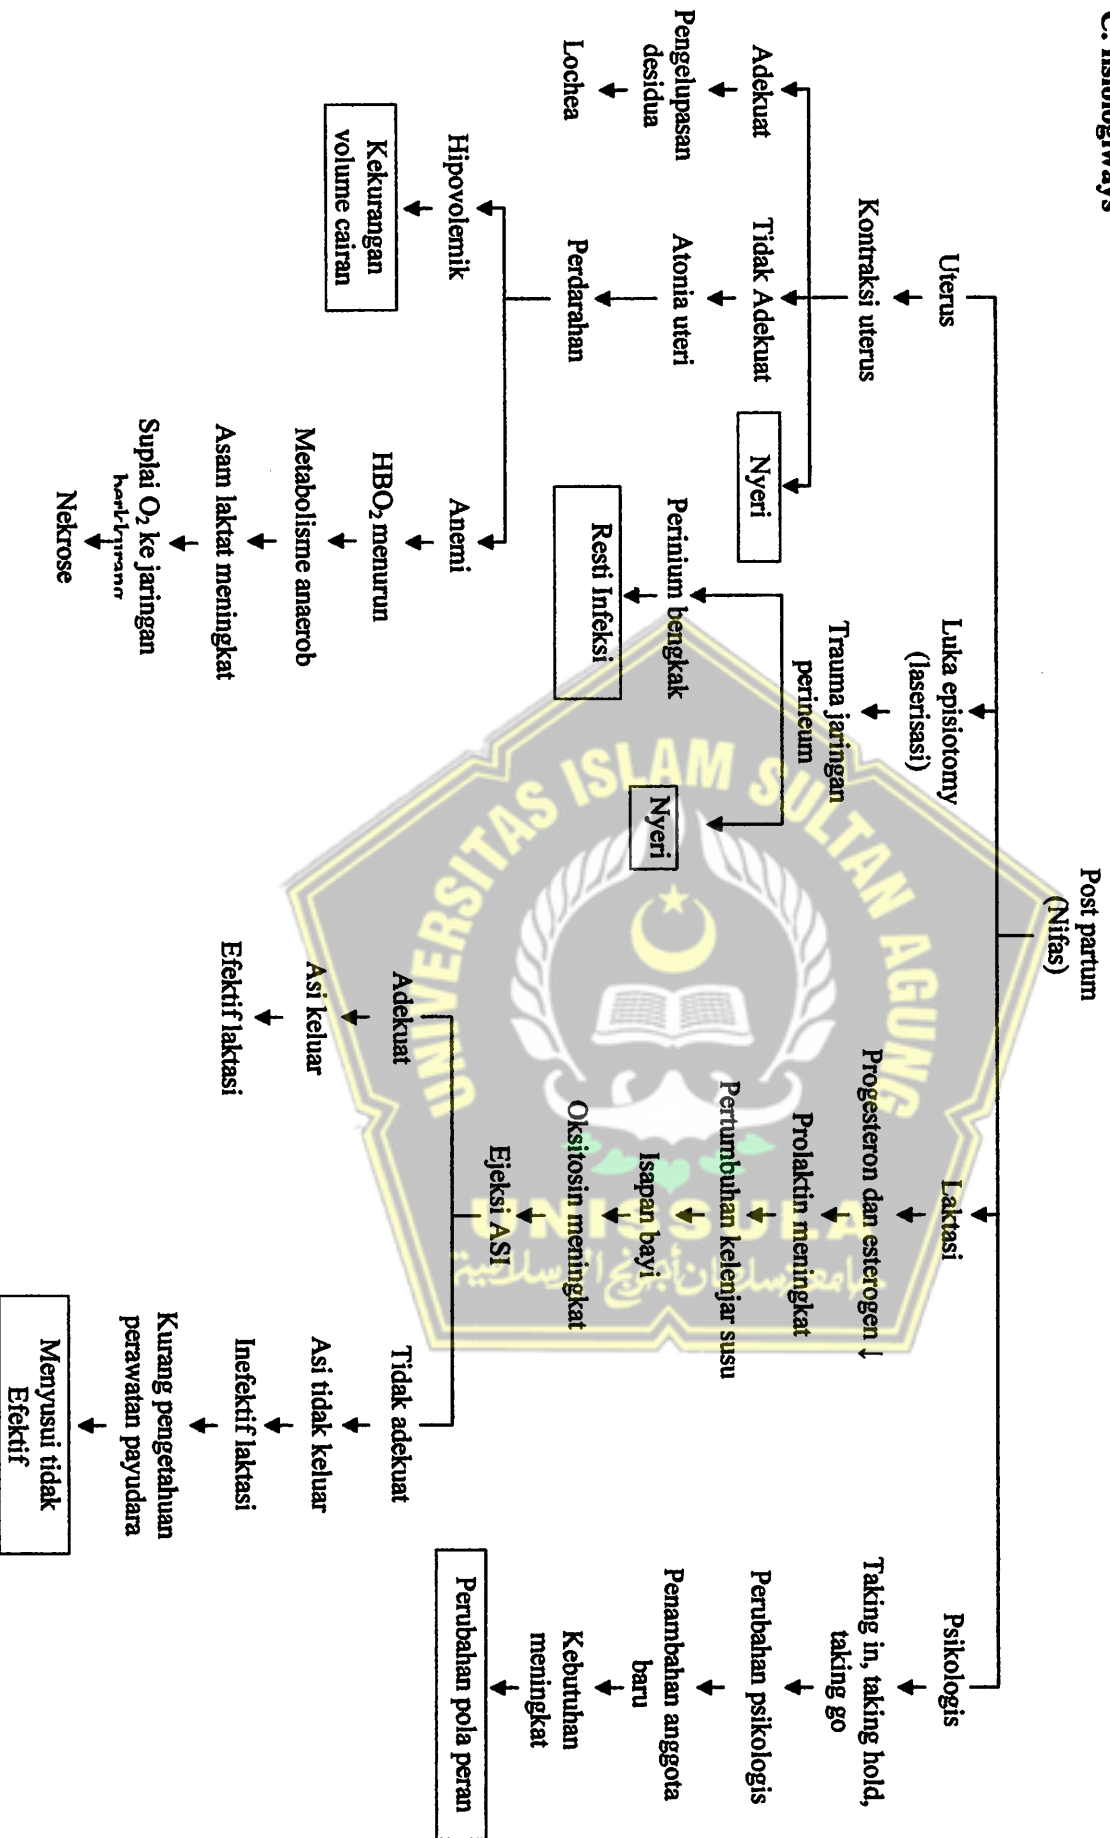 Post partum
(Nifas)
Uterus
Kontraksi uterus
Adekuat
Pengelupasan
desidua
Lochea
Tidak Adekuat
Atonia uteri
Perdarahan
Hipovolemik
Kekurangan
volume cairan
Anemi
HBO₂ menurun
Metabolisme anaerob
Asam laktat meningkat
Suplai O₂ ke jaringan
Nekrose
Nyeri
Luka episiotomy
(laserisasi)
Trauma jaringan
perineum
Perinium bengkak
Resti Infeksi
Nyeri
Laktasi
Progesteron dan esterogen ↓
Prolaktin meningkat
Pertumbuhan kelenjar susu
Isapan bayi
Oksitosin meningkat
Ejeksi ASI
Adekuat
Asi keluar
Efektif laktasi
Tidak adekuat
Asi tidak keluar
Inefektif laktasi
Kurang pengetahuan
perawatan payudara
Menyusui tidak
Efektif
Psikologis
Taking in, taking hold,
taking go
Perubahan psikologis
Penambahan anggota
baru
Kebutuhan
meningkat
Perubahan pola peran
UNIVERSITAS ISLAM SULTAN AGUNG
UNISSULA